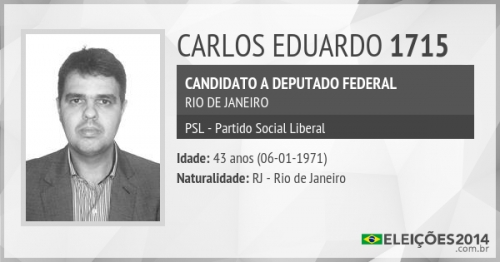 CARLOS EDUARDO 1715
CANDIDATO A DEPUTADO FEDERAL
RIO DE JANEIRO
PSL - Partido Social Liberal
Idade: 43 anos (06-01-1971)
Naturalidade: RJ - Rio de Janeiro
ELEIÇÕES2014
.com.br